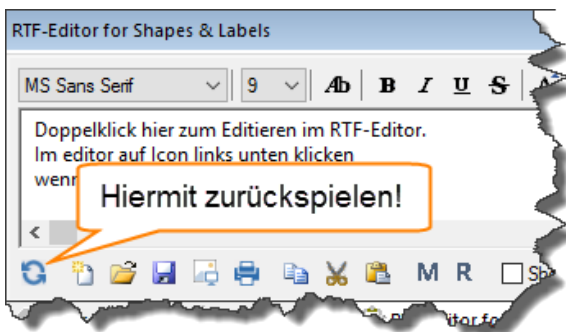 RTF-Editor for Shapes & Labels
MS Sans Serif 9 Ab B I U S
Doppelklick hier zum Editieren im RTF-Editor.
Im editor auf Icon links unten klicken
Hiermit zurückspielen!
M R